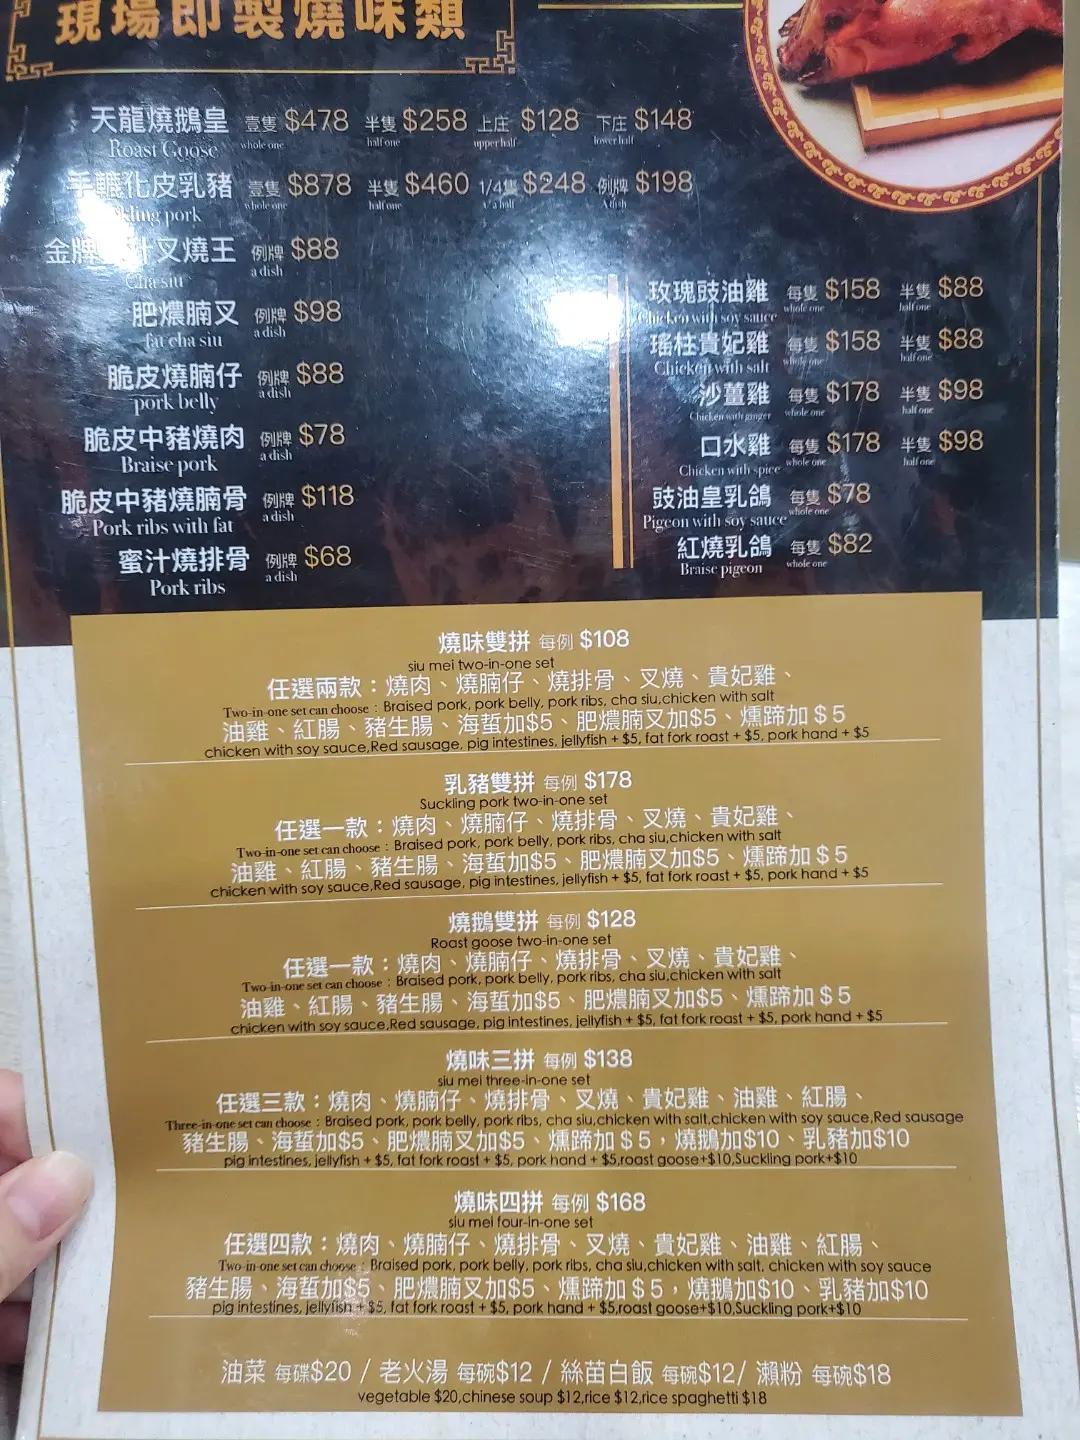 現場即製燒味類
天龍燒鵝皇 壹隻 $478 半隻 $258 上庄 $128 下庄 $148
Roast Goose whole one half one upper half lower half
手轆化皮乳豬 壹隻 $878 半隻 $460 1/4隻 $248 例牌 $198
pork whole one half one A dish
金牌 汁叉燒王 例牌 $88
Cha siu a dish
肥燶腩叉 例牌 $98
fat cha siu a dish
脆皮燒腩仔 例牌 $88
pork belly a dish
脆皮中豬燒肉 例牌 $78
Braise pork a dish
脆皮中豬燒腩骨 例牌 $118
Pork ribs with fat a dish
蜜汁燒排骨 例牌 $68
Pork ribs a dish
玫瑰豉油雞 每隻 $158 半隻 $88
Chicken with soy sauce whole one half one
瑤柱貴妃雞 每隻 $158 半隻 $88
Chicken with salt whole one half one
沙薑雞 每隻 $178 半隻 $98
Chicken with ginger whole one half one
口水雞 每隻 $178 半隻 $98
Chicken with spice whole one half one
豉油皇乳鴿 每隻 $78
Pigeon with soy sauce whole one
紅燒乳鴿 每隻 $82
Braise pigeon whole one
燒味雙拼 每例 $108
siu mei two-in-one set
任選兩款：燒肉、燒腩仔、燒排骨、叉燒、貴妃雞、
Two-in-one set can choose : Braised pork, pork belly, pork ribs, cha siu,chicken with salt
油雞、紅腸、豬生腸、海蜇加$5、肥燶腩叉加$5、燻蹄加＄5
chicken with soy sauce,Red sausage, pig intestines, jellyfish + $5, fat fork roast + $5, pork hand + $5
乳豬雙拼 每例 $178
Suckling pork two-in-one set
任選一款：燒肉、燒腩仔、燒排骨、叉燒、貴妃雞、
Two-in-one set can choose : Braised pork, pork belly, pork ribs, cha siu,chicken with salt
油雞、紅腸、豬生腸、海蜇加$5、肥燶腩叉加$5、燻蹄加＄5
chicken with soy sauce,Red sausage, pig intestines, jellyfish + $5, fat fork roast + $5, pork hand + $5
燒鵝雙拼 每例 $128
Roast goose two-in-one set
任選一款：燒肉、燒腩仔、燒排骨、叉燒、貴妃雞、
Two-in-one set can choose : Braised pork, pork belly, pork ribs, cha siu,chicken with salt
油雞、紅腸、豬生腸、海蜇加$5、肥燶腩叉加$5、燻蹄加＄5
chicken with soy sauce,Red sausage, pig intestines, jellyfish + $5, fat fork roast + $5, pork hand + $5
燒味三拼 每例 $138
siu mei three-in-one set
任選三款：燒肉、燒腩仔、燒排骨、叉燒、貴妃雞、油雞、紅腸、
Three-in-one set can choose : Braised pork, pork belly, pork ribs, cha siu,chicken with salt,chicken with soy sauce,Red sausage
豬生腸、海蜇加$5、肥燶腩叉加$5、燻蹄加＄5，燒鵝加$10、乳豬加$10
pig intestines, jellyfish + $5, fat fork roast + $5, pork hand + $5,roast goose+$10,Suckling pork+$10
燒味四拼 每例 $168
siu mei four-in-one set
任選四款：燒肉、燒腩仔、燒排骨、叉燒、貴妃雞、油雞、紅腸、
Two-in-one set can choose : Braised pork, pork belly, pork ribs, cha siu,chicken with salt, chicken with soy sauce
豬生腸、海蜇加$5、肥燶腩叉加$5、燻蹄加＄5，燒鵝加$10、乳豬加$10
pig intestines, jellyfish + $5, fat fork roast + $5, pork hand + $5,roast goose+$10,Suckling pork+$10
油菜 每碟$20 / 老火湯 每碗$12 / 絲苗白飯 每碗$12/ 瀨粉 每碗$18
vegetable $20,chinese soup $12,rice $12,rice spaghetti $18